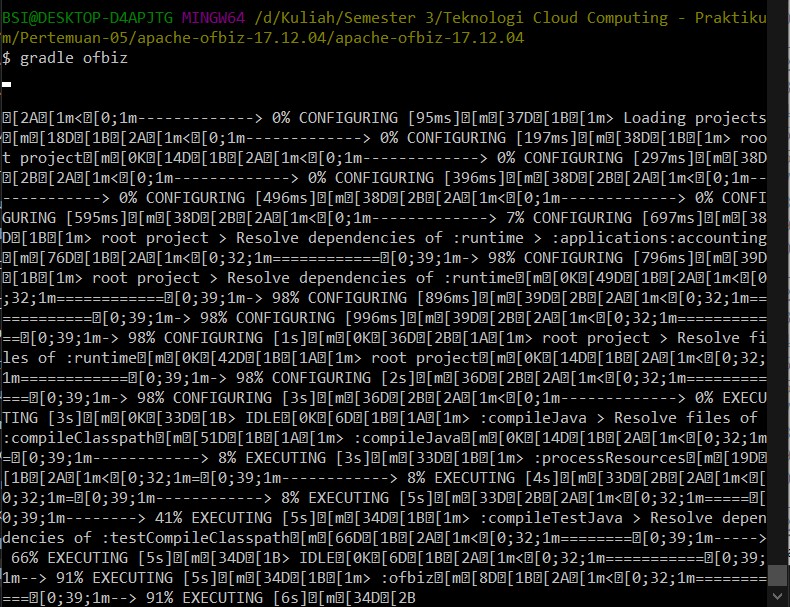 BSI@DESKTOP-D4APJTG MINGW64 /d/Kuliah/Semester 3/Teknologi Cloud Computing - Praktiku
m/Pertemuan-05/apache-ofbiz-17.12.04/apache-ofbiz-17.12.04
$ gradle ofbiz
�[2A�[1m<�[0;1m-------------> 0% CONFIGURING [95ms]�[m�[37D�[1B�[1m> Loading projects
�[m�[18D�[1B�[2A�[1m<�[0;1m-------------> 0% CONFIGURING [197ms]�[m�[38D�[1B�[1m> roo
t project�[m�[0K�[14D�[1B�[2A�[1m<�[0;1m-------------> 0% CONFIGURING [297ms]�[m�[38D
�[2B�[2A�[1m<�[0;1m-------------> 0% CONFIGURING [396ms]�[m�[38D�[2B�[2A�[1m<�[0;1m--
-----------> 0% CONFIGURING [496ms]�[m�[38D�[2B�[2A�[1m<�[0;1m-------------> 0% CONFI
GURING [595ms]�[m�[38D�[2B�[2A�[1m<�[0;1m-------------> 7% CONFIGURING [697ms]�[m�[38
D�[1B�[1m> root project > Resolve dependencies of :runtime > :applications:accounting
�[m�[76D�[1B�[2A�[1m<�[0;32;1m============�[0;39;1m-> 98% CONFIGURING [796ms]�[m�[39D
�[1B�[1m> root project > Resolve dependencies of :runtime�[m�[0K�[49D�[1B�[2A�[1m<�[0
;32;1m============�[0;39;1m-> 98% CONFIGURING [896ms]�[m�[39D�[2B�[2A�[1m<�[0;32;1m==
==========�[0;39;1m-> 98% CONFIGURING [996ms]�[m�[39D�[2B�[2A�[1m<�[0;32;1m==========
==�[0;39;1m-> 98% CONFIGURING [1s]�[m�[0K�[36D�[2B�[1A�[1m> root project > Resolve fi
les of :runtime�[m�[0K�[42D�[1B�[1A�[1m> root project�[m�[0K�[14D�[1B�[2A�[1m<�[0;32;
1m============�[0;39;1m-> 98% CONFIGURING [2s]�[m�[36D�[2B�[2A�[1m<�[0;32;1m=========
===�[0;39;1m-> 98% CONFIGURING [3s]�[m�[36D�[2B�[2A�[1m<�[0;1m-------------> 0% EXECU
TING [3s]�[m�[0K�[33D�[1B> IDLE�[0K�[6D�[1B�[1A�[1m> :compileJava > Resolve files of 
:compileClasspath�[m�[51D�[1B�[1A�[1m> :compileJava�[m�[0K�[14D�[1B�[2A�[1m<�[0;32;1m
=�[0;39;1m------------> 8% EXECUTING [3s]�[m�[33D�[1B�[1m> :processResources�[m�[19D�
[1B�[2A�[1m<�[0;32;1m=�[0;39;1m------------> 8% EXECUTING [4s]�[m�[33D�[2B�[2A�[1m<�[
0;32;1m=�[0;39;1m------------> 8% EXECUTING [5s]�[m�[33D�[2B�[2A�[1m<�[0;32;1m=====�[
0;39;1m--------> 41% EXECUTING [5s]�[m�[34D�[1B�[1m> :compileTestJava > Resolve depen
dencies of :testCompileClasspath�[m�[66D�[1B�[2A�[1m<�[0;32;1m========�[0;39;1m----->
66% EXECUTING [5s]�[m�[34D�[1B> IDLE�[0K�[6D�[1B�[2A�[1m<�[0;32;1m===========�[0;39;
1m--> 91% EXECUTING [5s]�[m�[34D�[1B�[1m> :ofbiz�[m�[8D�[1B�[2A�[1m<�[0;32;1m========
===�[0;39;1m--> 91% EXECUTING [6s]�[m�[34D�[2B